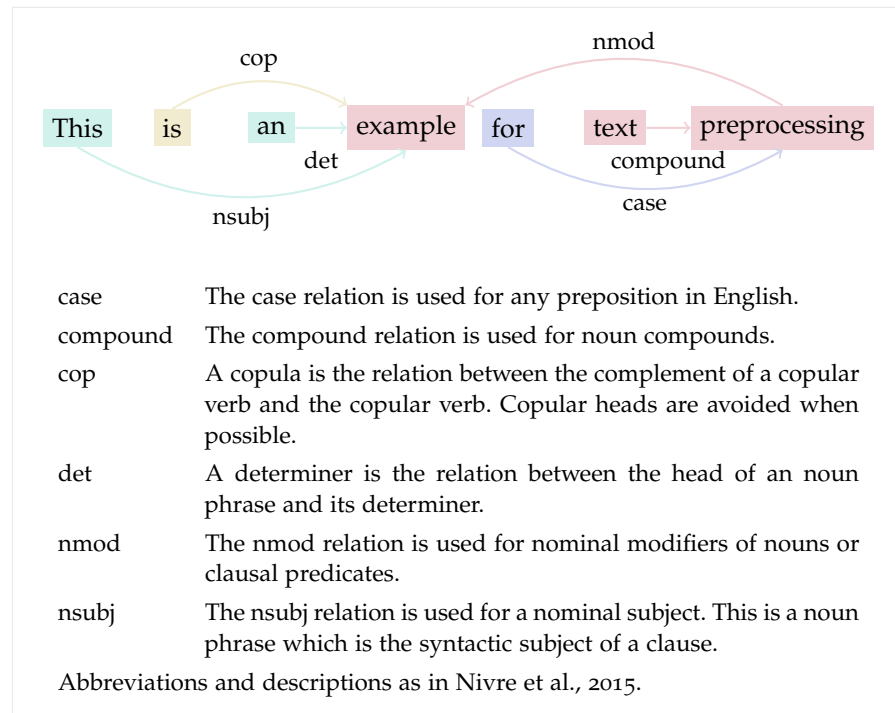 nmod
cop
This is an example for text preprocessing
det compound
nsubj case
case The case relation is used for any preposition in English.
compound The compound relation is used for noun compounds.
cop A copula is the relation between the complement of a copular
verb and the copular verb. Copular heads are avoided when
possible.
det A determiner is the relation between the head of an noun
phrase and its determiner.
nmod The nmod relation is used for nominal modifiers of nouns or
clausal predicates.
nsubj The nsubj relation is used for a nominal subject. This is a noun
phrase which is the syntactic subject of a clause.
Abbreviations and descriptions as in Nivre et al., 2015.